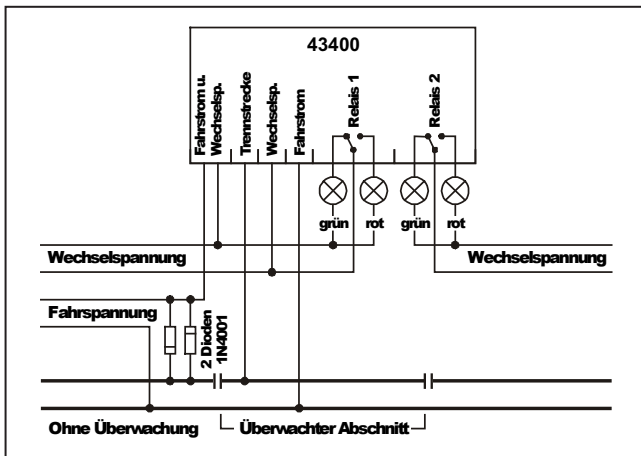 43400
Fahrstrom u.
Wechselsp.
Trennstrecke
Wechselsp.
Fahrstrom
Relais 1
Relais 2
grün
rot
grün
rot
Wechselspannung
Wechselspannung
Fahrspannung
2 Dioden
1N4001
Ohne Überwachung
Überwachter Abschnitt